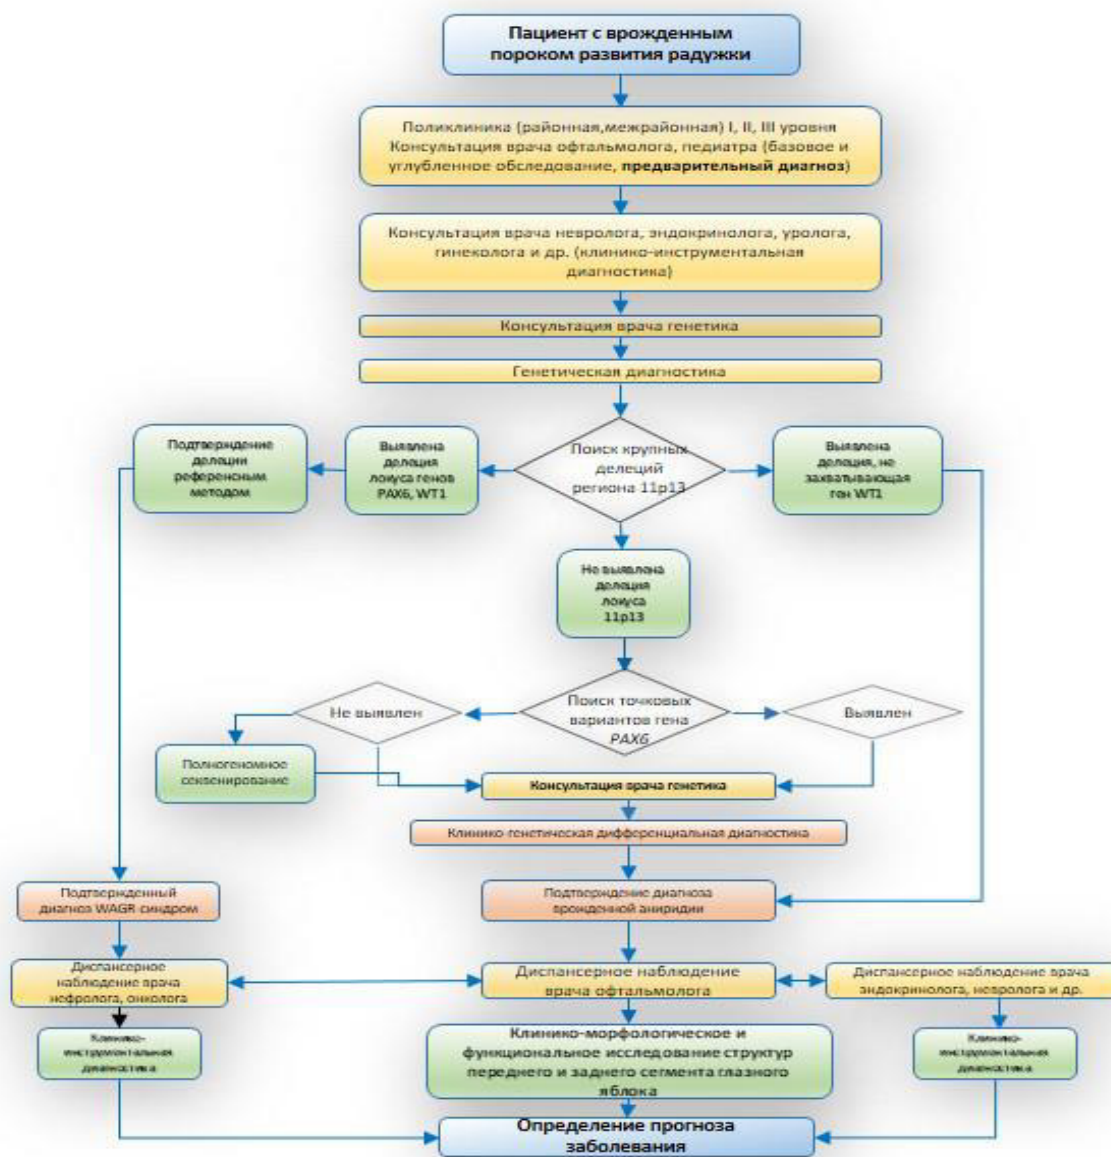 Пациент с врожденным
пороком развития радужки
Поликлиника (районная,межрайонная) I, II, III уровня
Консультация врача офтальмолога, педиатра (базовое и
углубленное обследование, предварительный диагноз)
Консультация врача невролога, эндокринолога, уролога,
гинеколога и др. (клинико-инструментальная
диагностика)
Консультация врача генетика
Генетическая диагностика
Подтверждение
делеции
референсным
методом
Выявлена
делеция
локуса генов
PAX6, WT1
Поиск крупных
делеций
региона 11p13
Выявлена
делеция, не
захватывающая
ген WT1
Не выявлена
делеция
локуса
11p13
Не выявлен
Поиск точковых
вариантов гена
PAX6
Выявлен
Полногеномное
секвенирование
Консультация врача генетика
Клинико-генетическая дифференциальная диагностика
Подтвержденный
диагноз WAGR синдром
Подтверждение диагноза
врожденной аниридии
Диспансерное
наблюдение врача
нефролога, онколога
Диспансерное наблюдение
врача офтальмолога
Диспансерное наблюдение врача
эндокринолога, невролога и др.
Клинико-
инструментальная
диагностика
Клинико-морфологическое и
функциональное исследование структур
переднего и заднего сегмента глазного
яблока
Клинико-
инструментальная
диагностика
Определение прогноза
заболевания